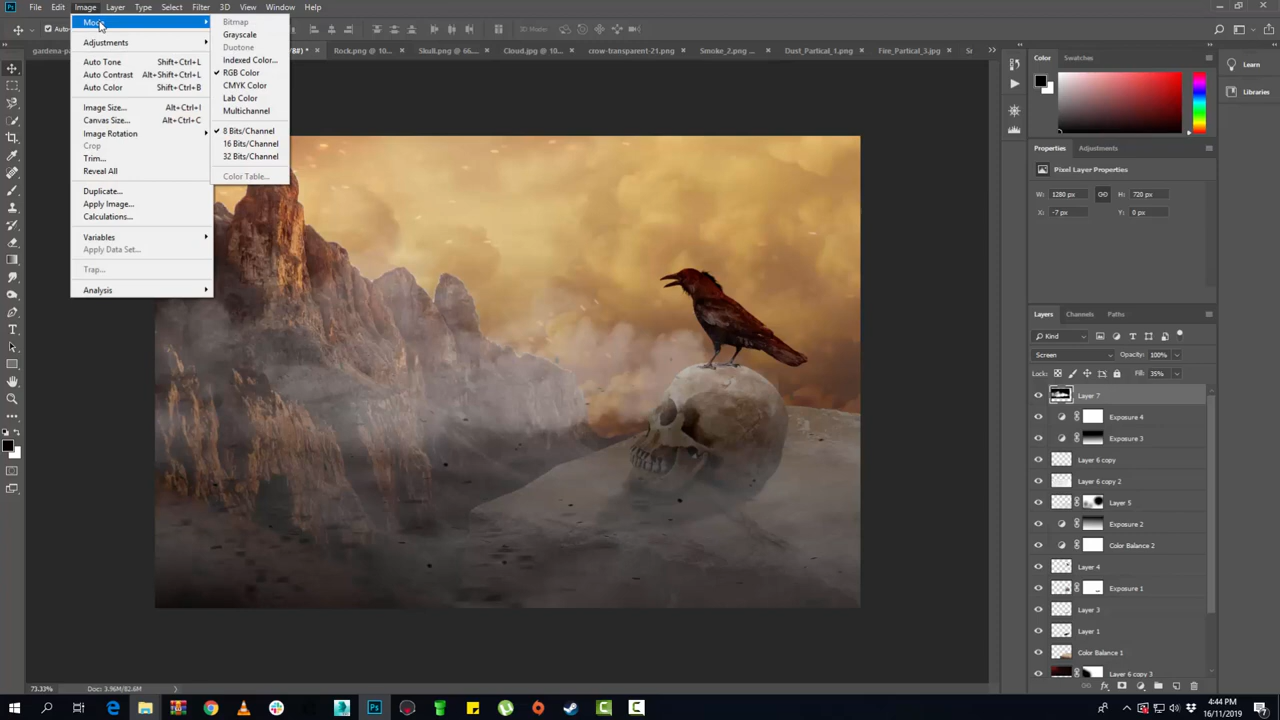 File Edit Image Layer Type Select Filter 3D View Window Help
Mode
Adjustments
Auto Tone Shift+Ctrl+L
Auto Contrast Alt+Shift+Ctrl+L
Auto Color Shift+Ctrl+B
Image Size... Alt+Ctrl+I
Canvas Size... Alt+Ctrl+C
Image Rotation
Crop
Trim...
Reveal All
Duplicate...
Apply Image...
Calculations...
Variables
Apply Data Set...
Trap...
Analysis
Bitmap
Grayscale
Duotone
Indexed Color...
RGB Color
CMYK Color
Lab Color
Multichannel
8 Bits/Channel
16 Bits/Channel
32 Bits/Channel
Color Table...
3D Mode:
Rock.png @ 10... Skull.png @ 66.... Cloud.jpg @ 10... crow-transparent-21.png Smoke_2.png ... Dust_Partical_1.png Fire_Partical_3.jpg
Color Swatches
Learn
Libraries
Properties Adjustments
Pixel Layer Properties
W: 1280 px H: 720 px
X: -7 px Y: 0 px
Layers Channels Paths
Kind
Screen Opacity: 100%
Lock: Fill: 35%
Layer 7
Exposure 4
Exposure 3
Layer 6 copy
Layer 6 copy 2
Layer 5
Exposure 2
Color Balance 2
Layer 4
Exposure 1
Layer 3
Layer 1
Color Balance 1
Layer 6 copy 3
73.33% Doc: 3.96M/82.6M
4:44 PM
16/11/2019